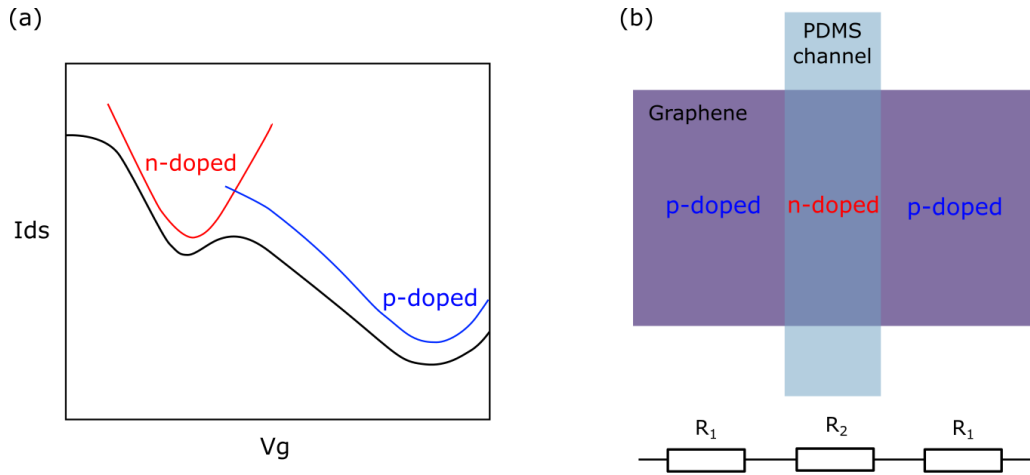 (a)
n-doped
Ids
p-doped
Vg
(b)
PDMS
channel
Graphene
p-doped
n-doped
p-doped
R₁
R₂
R₁